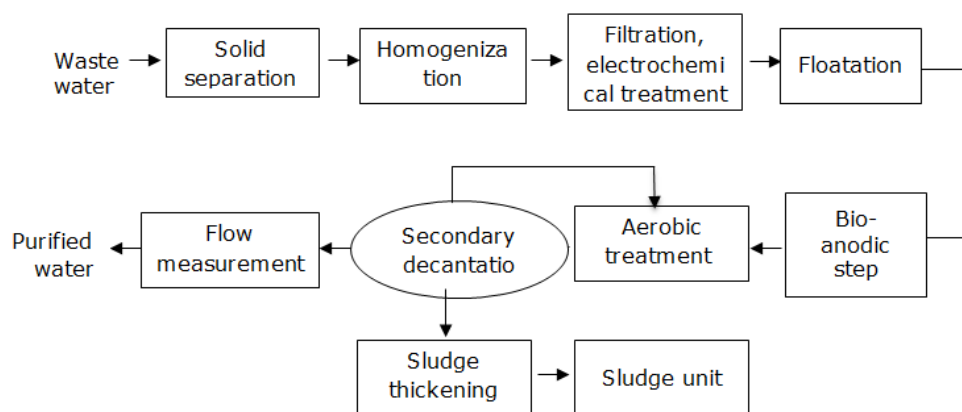 Waste
water
Solid
separation
Homogeniza
tion
Filtration,
electrochemi
cal treatment
Floatation
Purified
water
Flow
measurement
Secondary
decantatio
Aerobic
treatment
Bio-
anodic
step
Sludge
thickening
Sludge unit